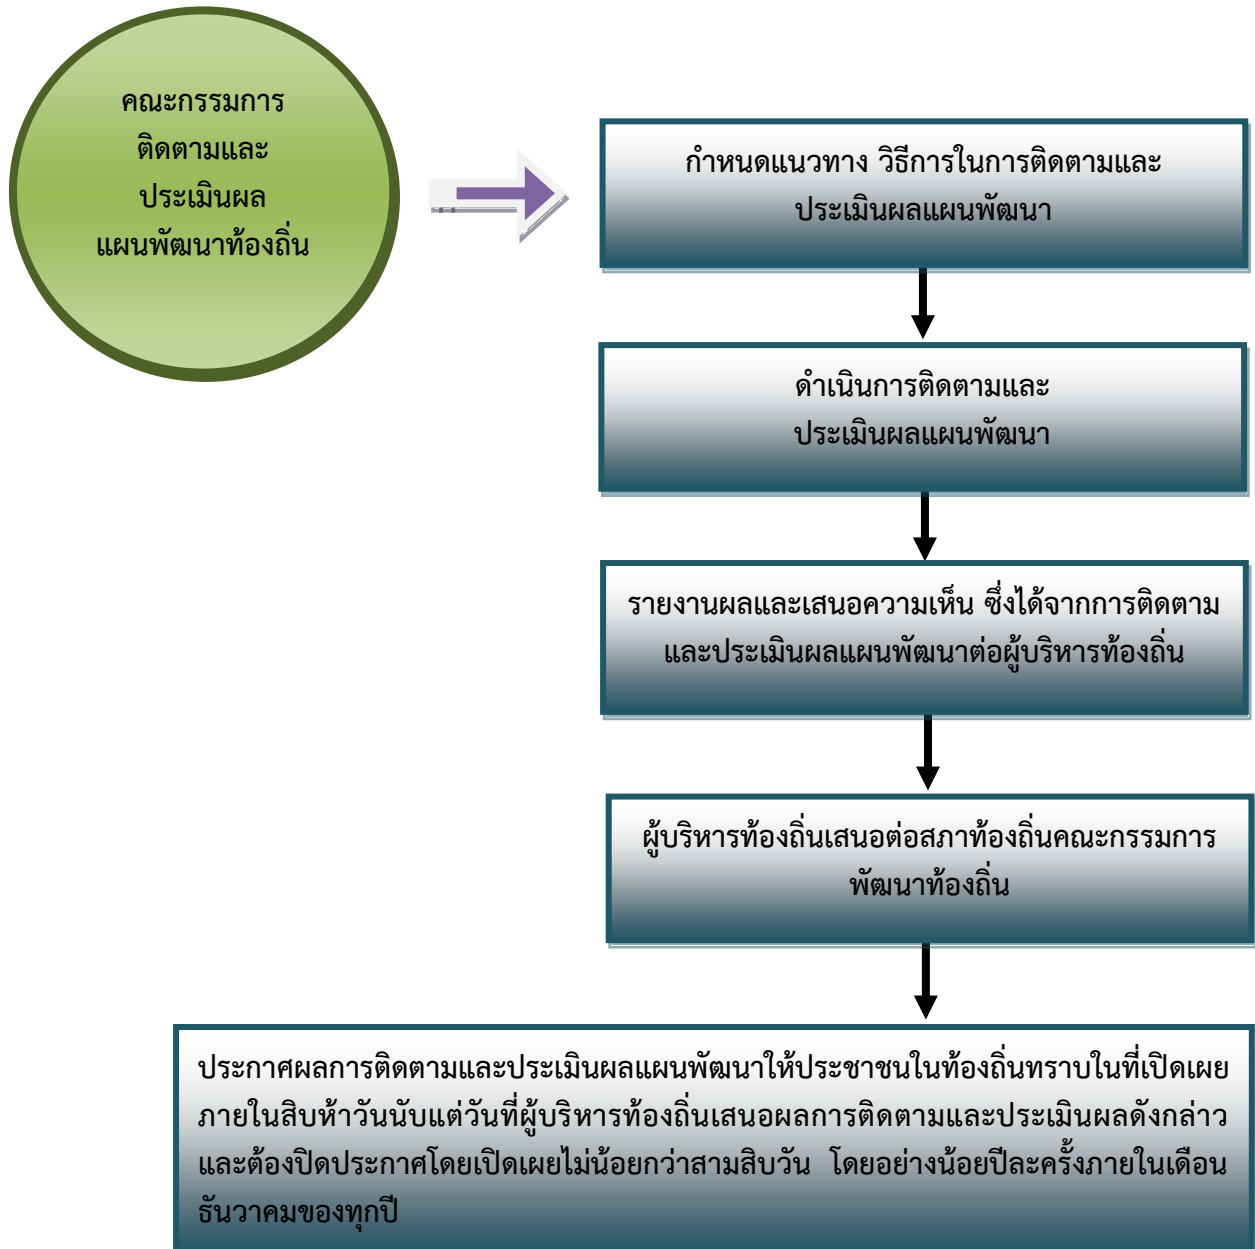 คณะกรรมการ
ติดตามและ
ประเมินผล
แผนพัฒนาท้องถิ่น
กำหนดแนวทาง วิธีการในการติดตามและ
ประเมินผลแผนพัฒนา
ดำเนินการติดตามและ
ประเมินผลแผนพัฒนา
รายงานผลและเสนอความเห็น ซึ่งได้จากการติดตาม
และประเมินผลแผนพัฒนาต่อผู้บริหารท้องถิ่น
ผู้บริหารท้องถิ่นเสนอต่อสภาท้องถิ่นคณะกรรมการ
พัฒนาท้องถิ่น
ประกาศผลการติดตามและประเมินผลแผนพัฒนาให้ประชาชนในท้องถิ่นทราบในที่เปิดเผย
ภายในสิบห้าวันนับแต่วันที่ผู้บริหารท้องถิ่นเสนอผลการติดตามและประเมินผลดังกล่าว
และต้องปิดประกาศโดยเปิดเผยไม่น้อยกว่าสามสิบวัน โดยอย่างน้อยปีละครั้งภายในเดือน
ธันวาคมของทุกปี